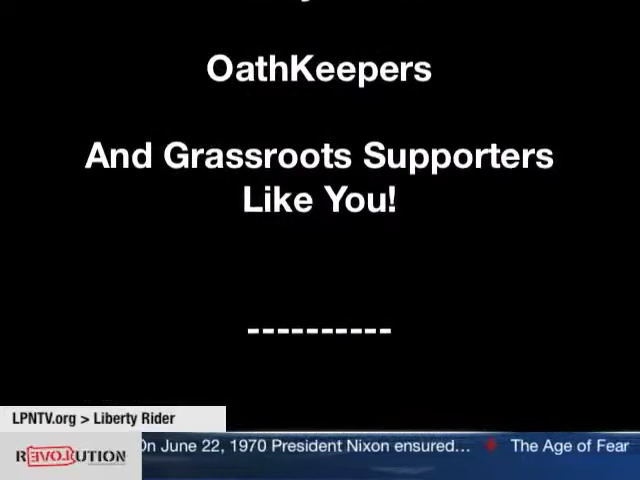 OathKeepers
And Grassroots Supporters
Like You!
----------
LPNTV.org > Liberty Rider
REVOLUTION
On June 22, 1970 President Nixon ensured... The Age of Fear